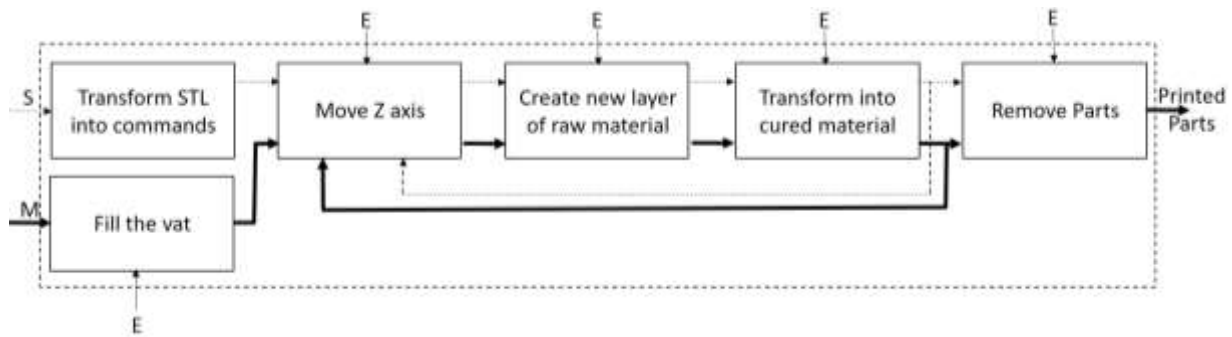 E
E
E
E
S
Transform STL
into commands
Move Z axis
Create new layer
of raw material
Transform into
cured material
Remove Parts
Printed
Parts
M
Fill the vat
E